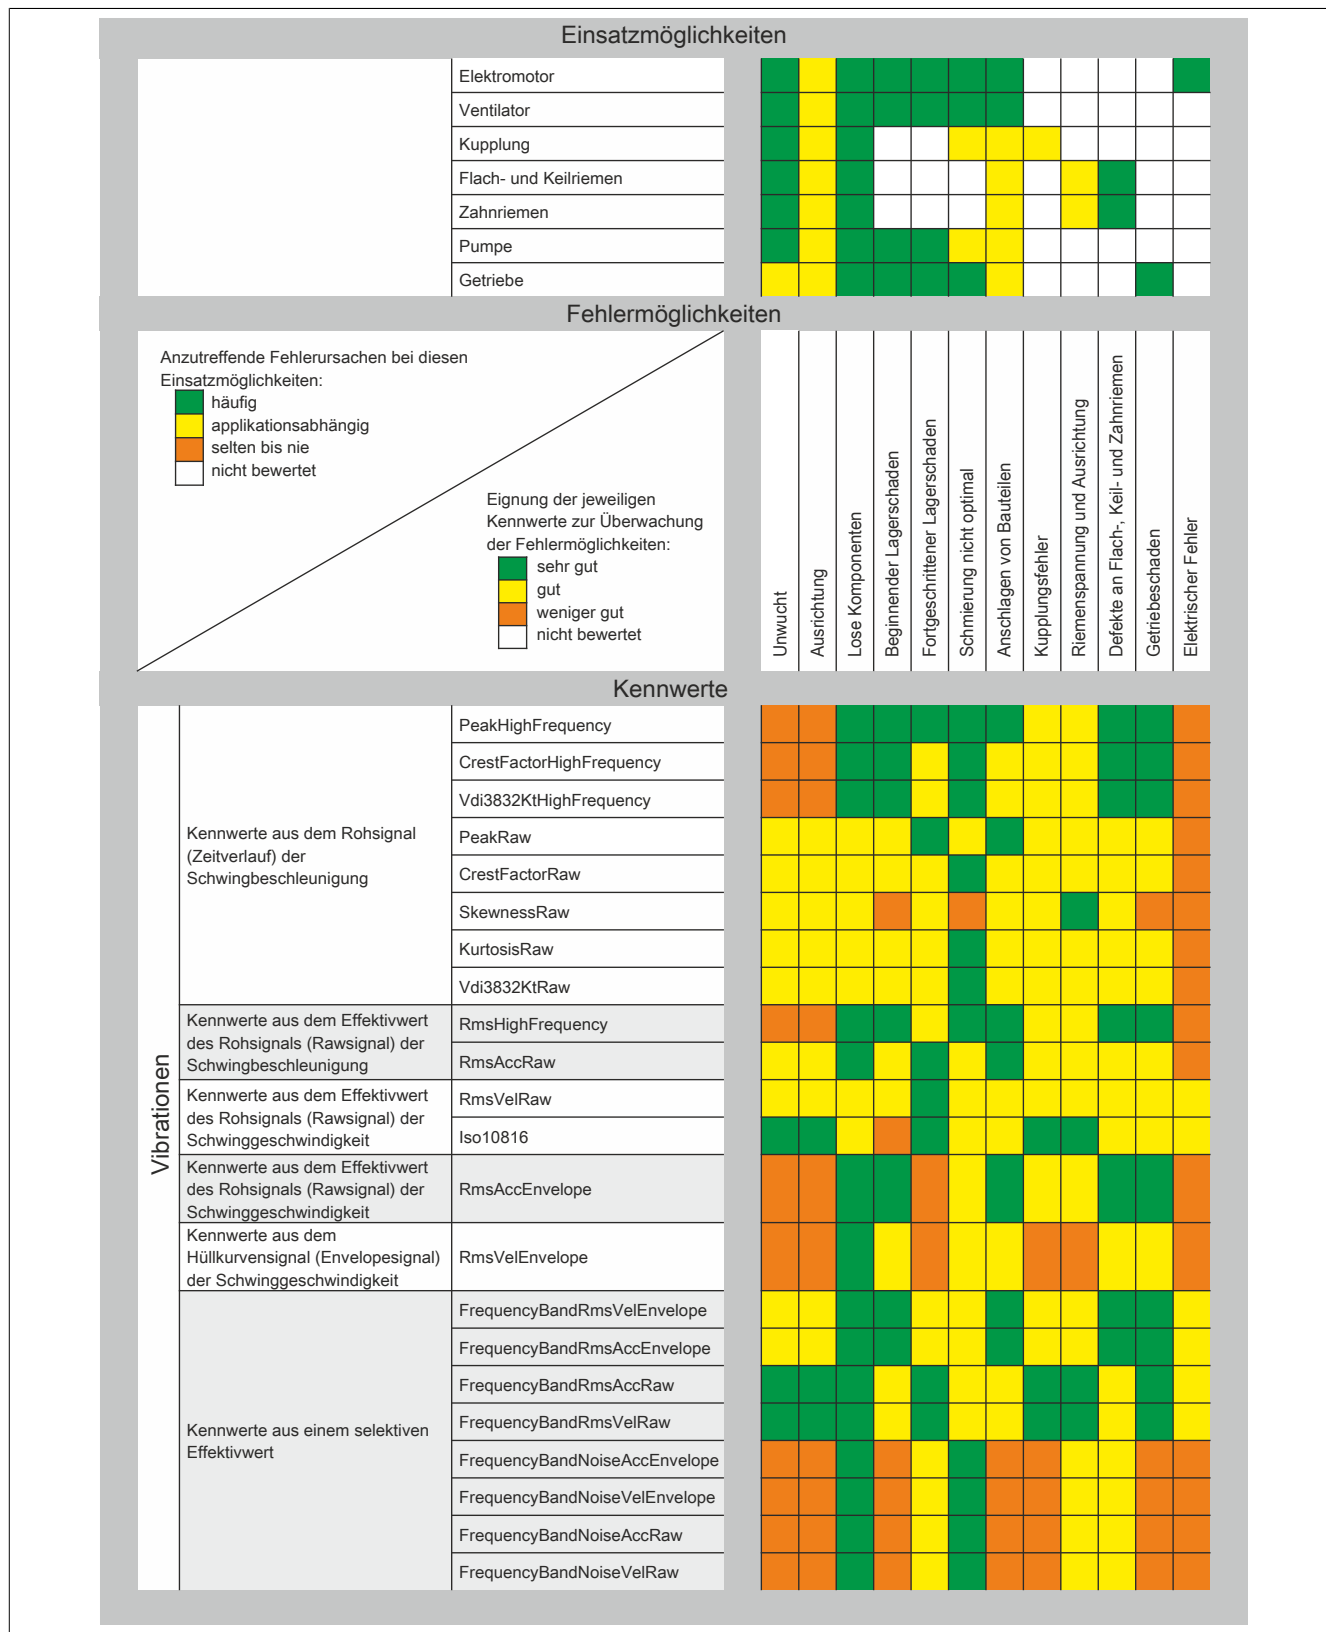 Einsatzmöglichkeiten
Elektromotor
Ventilator
Kupplung
Flach- und Keilriemen
Zahnriemen
Pumpe
Getriebe
Fehlermöglichkeiten
Anzutreffende Fehlerursachen bei diesen
Einsatzmöglichkeiten:
häufig
applikationsabhängig
selten bis nie
nicht bewertet
Eignung der jeweiligen
Kennwerte zur Überwachung
der Fehlermöglichkeiten:
sehr gut
gut
weniger gut
nicht bewertet
Unwucht
Ausrichtung
Lose Komponenten
Beginnender Lagerschaden
Fortgeschrittener Lagerschaden
Schmierung nicht optimal
Anschlagen von Bauteilen
Kupplungsfehler
Riemenspannung und Ausrichtung
Defekte an Flach-, Keil- und Zahnriemen
Getriebeschaden
Elektrischer Fehler
Kennwerte
Vibrationen
Kennwerte aus dem Rohsignal
(Zeitverlauf) der
Schwingbeschleunigung
PeakHighFrequency
CrestFactorHighFrequency
Vdi3832KtHighFrequency
PeakRaw
CrestFactorRaw
SkewnessRaw
KurtosisRaw
Vdi3832KtRaw
Kennwerte aus dem Effektivwert
des Rohsignals (Rawsignal) der
Schwingbeschleunigung
RmsHighFrequency
RmsAccRaw
Kennwerte aus dem Effektivwert
des Rohsignals (Rawsignal) der
Schwinggeschwindigkeit
RmsVelRaw
Iso10816
Kennwerte aus dem Effektivwert
des Rohsignals (Rawsignal) der
Schwinggeschwindigkeit
RmsAccEnvelope
Kennwerte aus dem
Hüllkurvensignal (Envelopesignal)
der Schwinggeschwindigkeit
RmsVelEnvelope
Kennwerte aus einem selektiven
Effektivwert
FrequencyBandRmsVelEnvelope
FrequencyBandRmsAccEnvelope
FrequencyBandRmsAccRaw
FrequencyBandRmsVelRaw
FrequencyBandNoiseAccEnvelope
FrequencyBandNoiseVelEnvelope
FrequencyBandNoiseAccRaw
FrequencyBandNoiseVelRaw